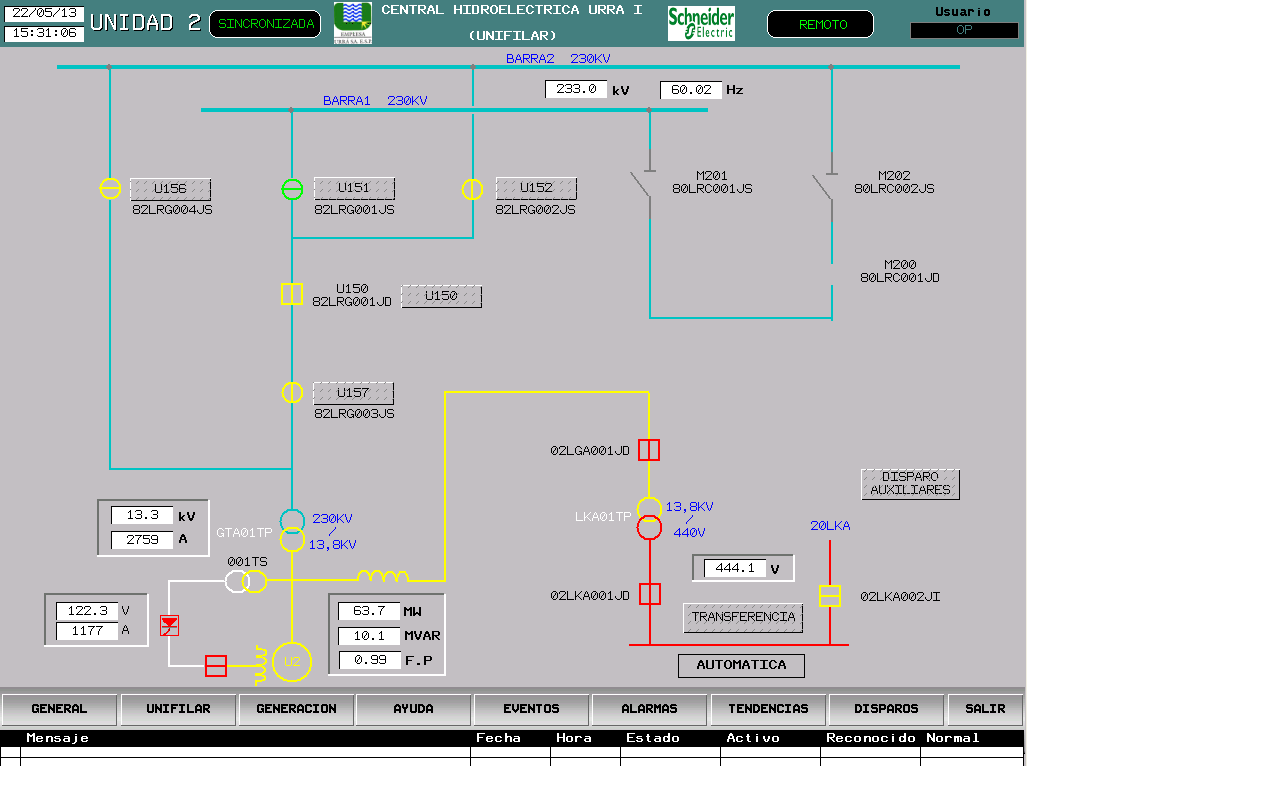 22/05/13
15:31:06
UNIDAD 2
SINCRONIZADA
EMPRESA
URRÁ S.A. E.S.P.
CENTRAL HIDROELECTRICA URRA I
(UNIFILAR)
Schneider
Electric
REMOTO
Usuario
OP
BARRA2 230KV
233.0 kV
60.02 Hz
BARRA1 230KV
U156
82LRG004JS
U151
82LRG001JS
U152
82LRG002JS
M201
80LRC001JS
M202
80LRC002JS
M200
80LRC001JD
U150
82LRG001JD
U150
U157
82LRG003JS
02LGA001JD
DISPARO
AUXILIARES
13.3 kV
2759 A
GTA01TP
230KV
/
13,8KV
LKA01TP
13,8KV
/
440V
20LKA
001TS
444.1 V
122.3 V
1177 A
63.7 MW
10.1 MVAR
0.99 F.P
U2
02LKA001JD
02LKA002JI
TRANSFERENCIA
AUTOMATICA
GENERAL UNIFILAR GENERACION AYUDA EVENTOS ALARMAS TENDENCIAS DISPAROS SALIR
Mensaje Fecha Hora Estado Activo Reconocido Normal